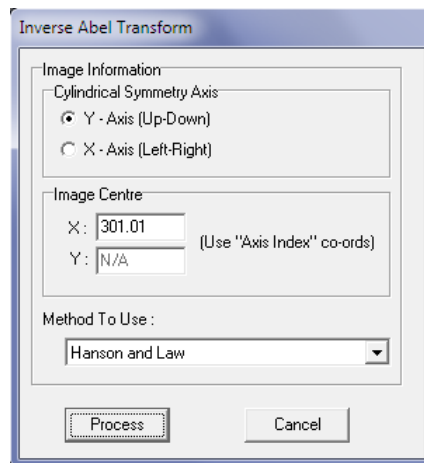 Inverse Abel Transform
Image Information
Cylindrical Symmetry Axis
Y - Axis (Up-Down)
X - Axis (Left-Right)
Image Centre
X : 301.01
(Use "Axis Index" co-ords)
Y : N/A
Method To Use :
Hanson and Law
Process Cancel